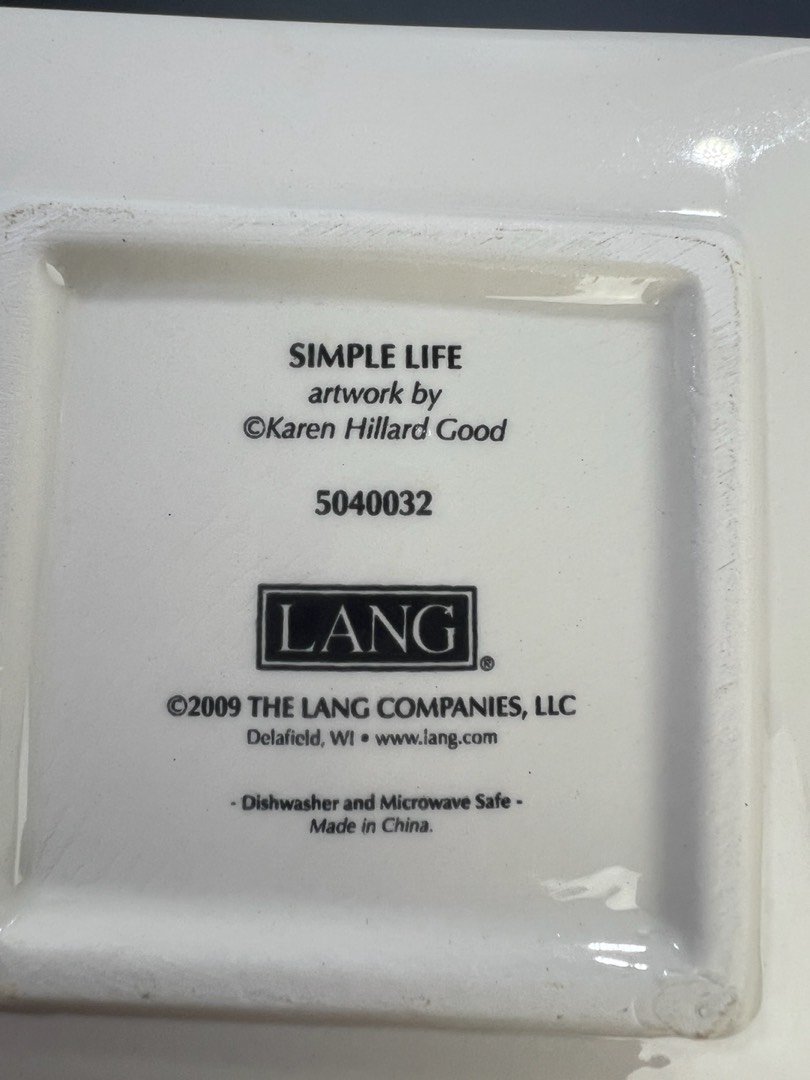 SIMPLE LIFE
artwork by
©Karen Hillard Good
5040032
LANG®
©2009 THE LANG COMPANIES, LLC
Delafield, WI • www.lang.com
- Dishwasher and Microwave Safe -
Made in China.